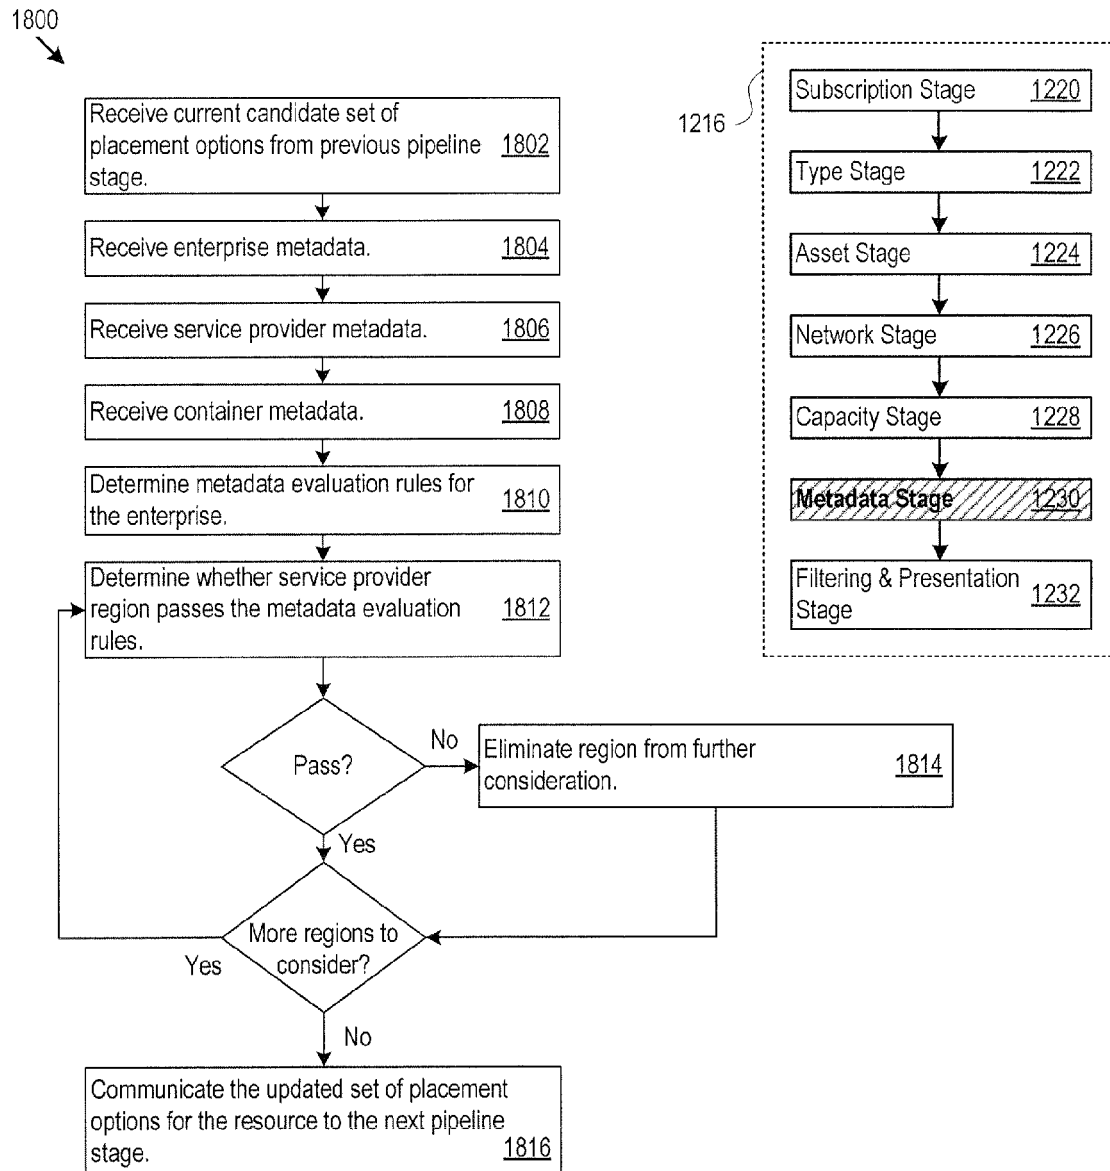 1800
Receive current candidate set of
placement options from previous pipeline
stage.
1802
Receive enterprise metadata.
1804
Receive service provider metadata.
1806
Receive container metadata.
1808
Determine metadata evaluation rules for
the enterprise.
1810
Determine whether service provider
region passes the metadata evaluation
rules.
1812
Pass?
No
Eliminate region from further
consideration.
1814
Yes
More regions to
consider?
Yes
No
Communicate the updated set of placement
options for the resource to the next pipeline
stage.
1816
1216
Subscription Stage 1220
Type Stage 1222
Asset Stage 1224
Network Stage 1226
Capacity Stage 1228
Metadata Stage 1230
Filtering & Presentation
Stage
1232